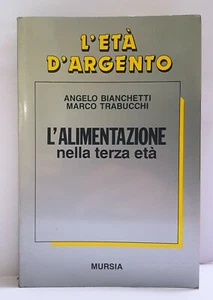 L'ETÀ
D'ARGENTO
ANGELO BIANCHETTI
MARCO TRABUCCHI
L'ALIMENTAZIONE
nella terza età
MURSIA